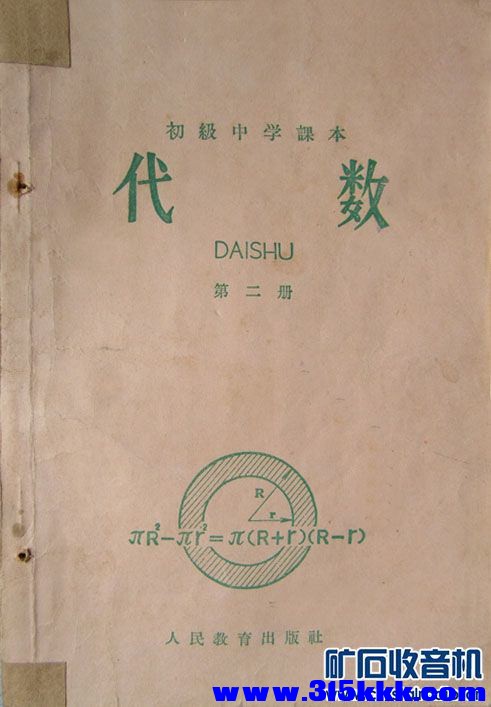 初級中学課本
代数
DAISHU
第二册
R
r
πR²-πr²=π(R+r)(R-r)
人民教育出版社
矿石收音机
www.315kkk.com